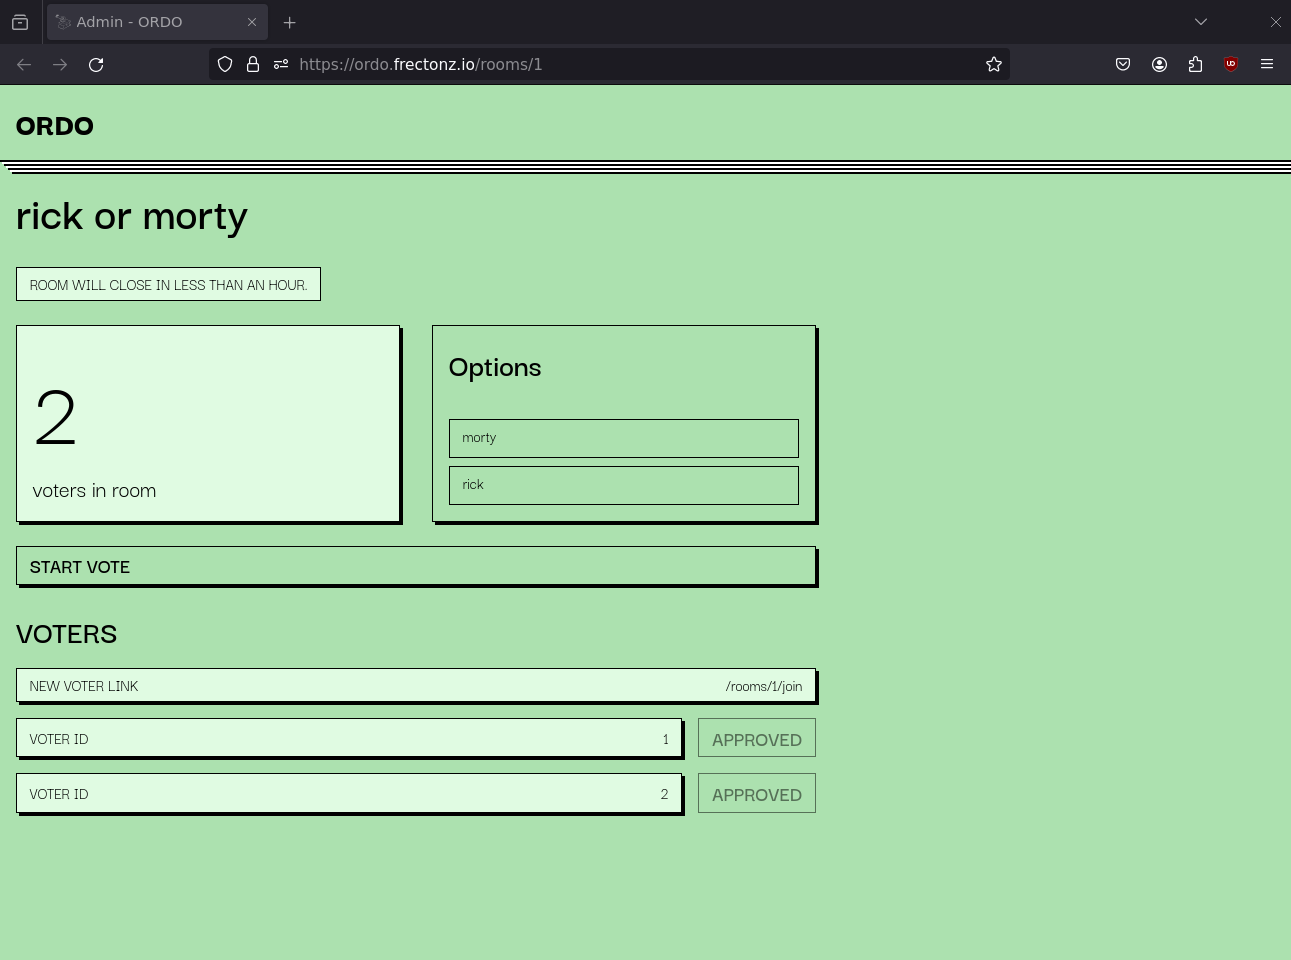 Admin - ORDO
https://ordo.frectonz.io/rooms/1
ORDO
rick or morty
ROOM WILL CLOSE IN LESS THAN AN HOUR.
2
voters in room
Options
morty
rick
START VOTE
VOTERS
NEW VOTER LINK /rooms/1/join
VOTER ID 1 APPROVED
VOTER ID 2 APPROVED